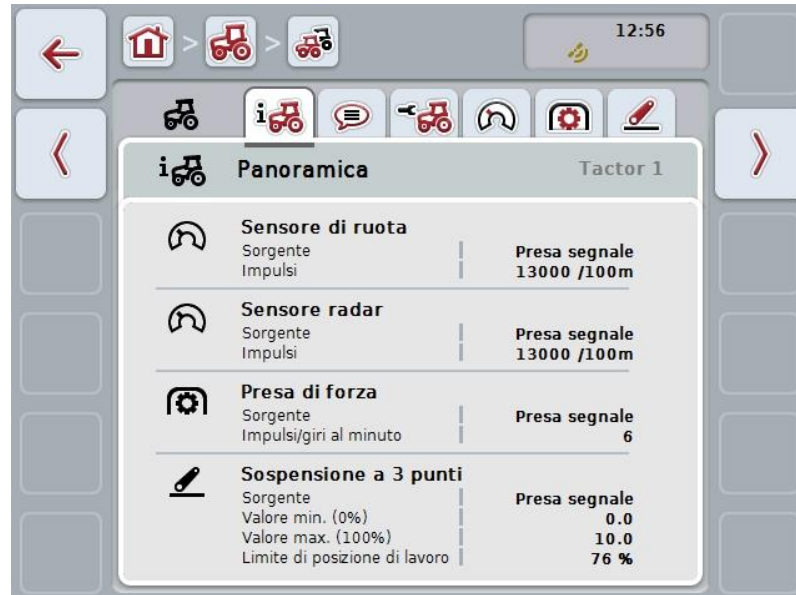 12:56
i
Panoramica Tactor 1
Sensore di ruota
Sorgente Presa segnale
Impulsi 13000 /100m
Sensore radar
Sorgente Presa segnale
Impulsi 13000 /100m
Presa di forza
Sorgente Presa segnale
Impulsi/giri al minuto 6
Sospensione a 3 punti
Sorgente Presa segnale
Valore min. (0%) 0.0
Valore max. (100%) 10.0
Limite di posizione di lavoro 76 %